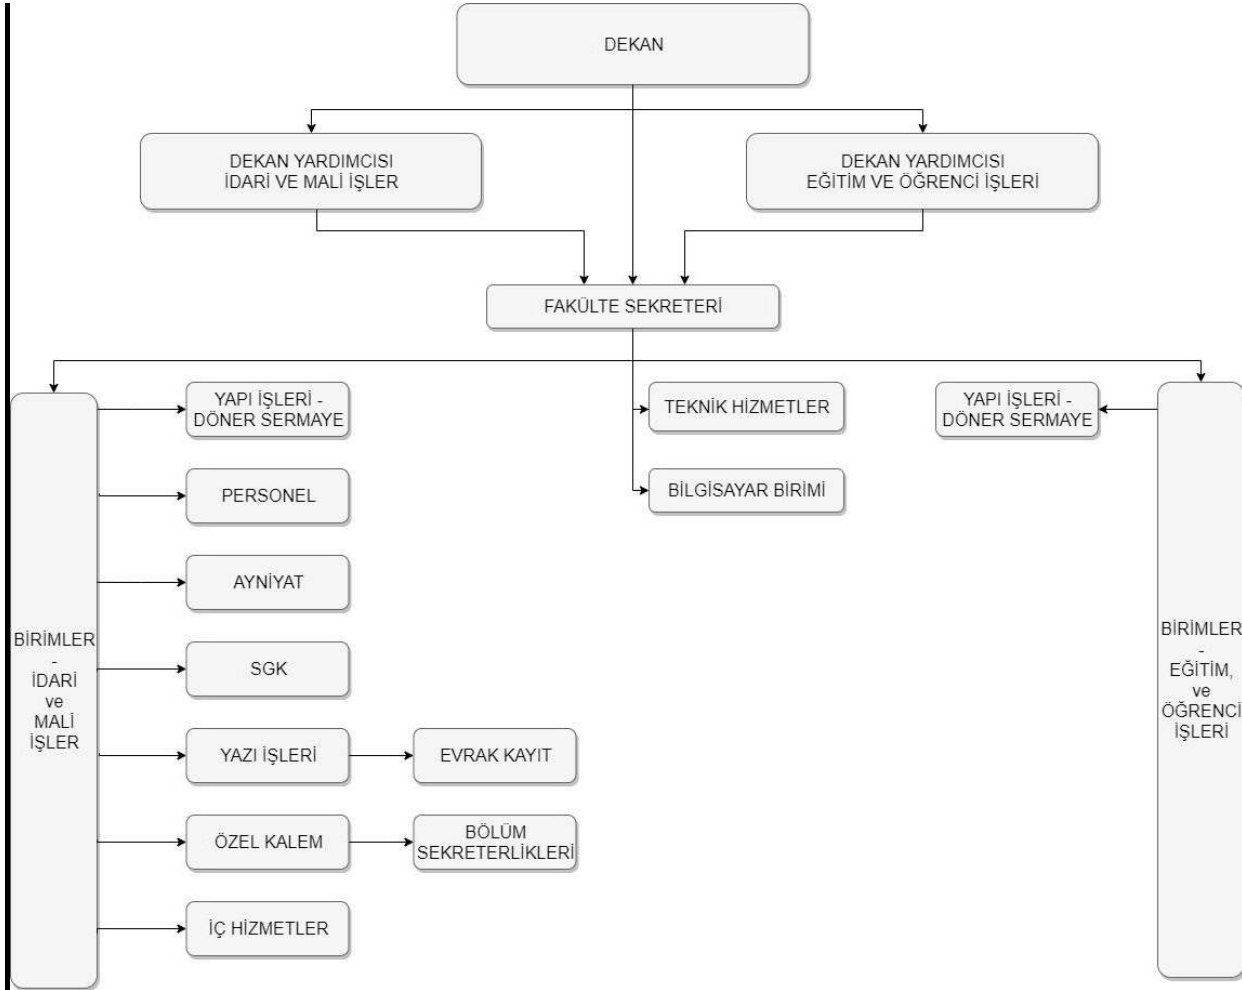 DEKAN
DEKAN YARDIMCISI
İDARİ VE MALİ İŞLER
DEKAN YARDIMCISI
EĞİTİM VE ÖĞRENCİ İŞLERİ
FAKÜLTE SEKRETERİ
BİRİMLER
-
İDARİ
ve
MALİ
İŞLER
YAPI İŞLERİ -
DÖNER SERMAYE
PERSONEL
AYNİYAT
SGK
YAZI İŞLERİ
EVRAK KAYIT
ÖZEL KALEM
BÖLÜM
SEKRETERLİKLERİ
İÇ HİZMETLER
TEKNİK HİZMETLER
BİLGİSAYAR BİRİMİ
YAPI İŞLERİ -
DÖNER SERMAYE
BİRİMLER
-
EĞİTİM,
ve
ÖĞRENCİ
İŞLERİ